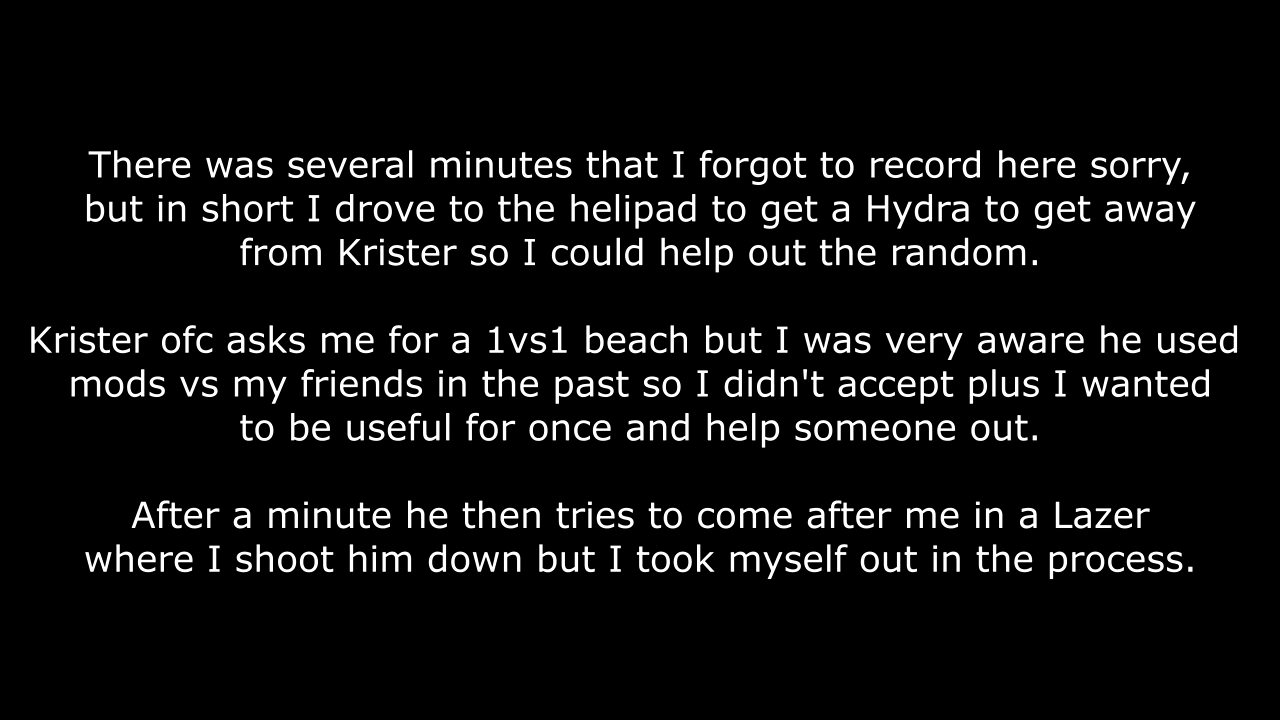 There was several minutes that I forgot to record here sorry,
but in short I drove to the helipad to get a Hydra to get away
from Krister so I could help out the random.
Krister ofc asks me for a 1vs1 beach but I was very aware he used
mods vs my friends in the past so I didn't accept plus I wanted
to be useful for once and help someone out.
After a minute he then tries to come after me in a Lazer
where I shoot him down but I took myself out in the process.